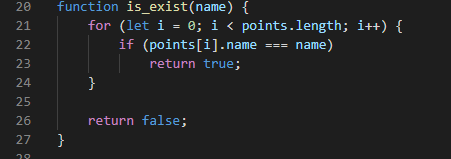 20 function is_exist(name) {
21     for (let i = 0; i < points.length; i++) {
22         if (points[i].name === name)
23             return true;
24     }
25
26     return false;
27 }
28